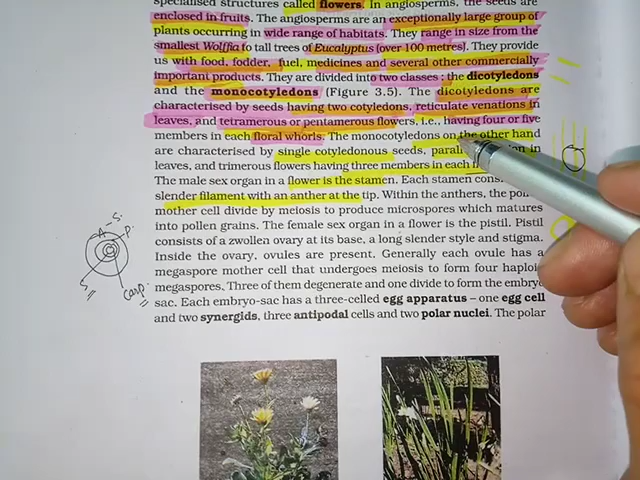 specialised structures called flowers. In angiosperms, the seeds are
enclosed in fruits. The angiosperms are an exceptionally large group of
plants occurring in wide range of habitats. They range in size from the
smallest Wolffia to tall trees of Eucalyptus (over 100 metres). They provide
us with food, fodder, fuel, medicines and several other commercially
important products. They are divided into two classes : the dicotyledons
and the monocotyledons (Figure 3.5). The dicotyledons are
characterised by seeds having two cotyledons, reticulate venations in
leaves, and tetramerous or pentamerous flowers, i.e., having four or five
members in each floral whorls. The monocotyledons on the other hand
are characterised by single cotyledonous seeds, in
leaves, and trimerous flowers having three members in each
The male sex organ in a flower is the stamen. Each stamen
slender filament with an anther at the tip. Within the anthers, the
mother cell divide by meiosis to produce microspores which matures
into pollen grains. The female sex organ in a flower is the pistil. Pistil
consists of a zwollen ovary at its base, a long slender style and stigma.
Inside the ovary, ovules are present. Generally each ovule has a
megaspore mother cell that undergoes meiosis to form four
megaspores. Three of them degenerate and one divide to form the
sac. Each embryo-sac has a three-celled egg apparatus – one egg cell
and two synergids, three antipodal cells and two polar nuclei. The polar
A
S.
P.
Carp.